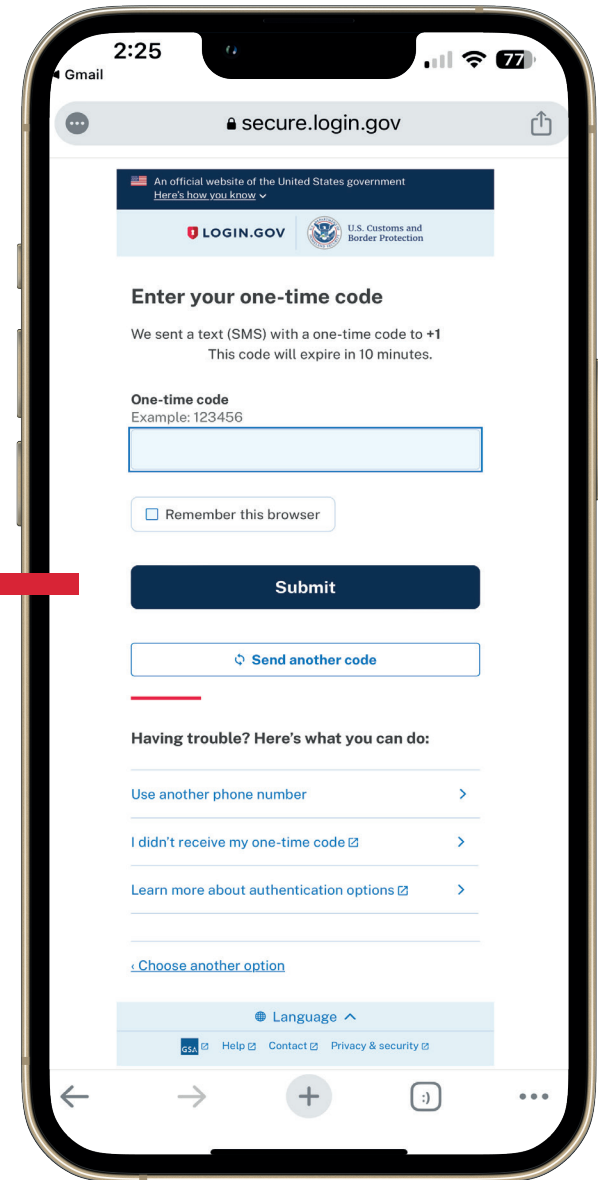 2:25
77
Gmail
secure.login.gov
An official website of the United States government
Here's how you know
LOGIN.GOV
U.S. Customs and
Border Protection
Enter your one-time code
We sent a text (SMS) with a one-time code to +1
This code will expire in 10 minutes.
One-time code
Example: 123456
Remember this browser
Submit
Send another code
Having trouble? Here's what you can do:
Use another phone number
I didn't receive my one-time code
Learn more about authentication options
‹ Choose another option
Language
GSA Help Contact Privacy & security
:)